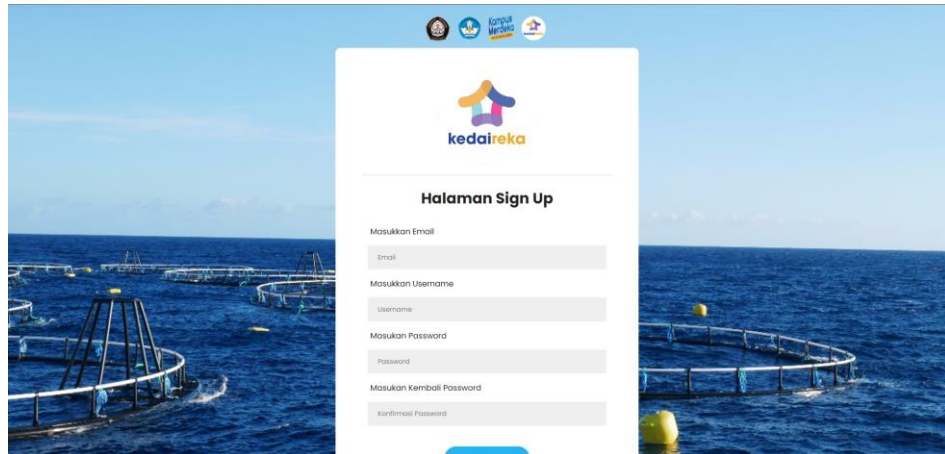 Kampus
Merdeka
kedaireka
Halaman Sign Up
Masukkan Email
Email
Masukkan Username
Username
Masukan Password
Password
Masukan Kembali Password
Konfirmasi Password